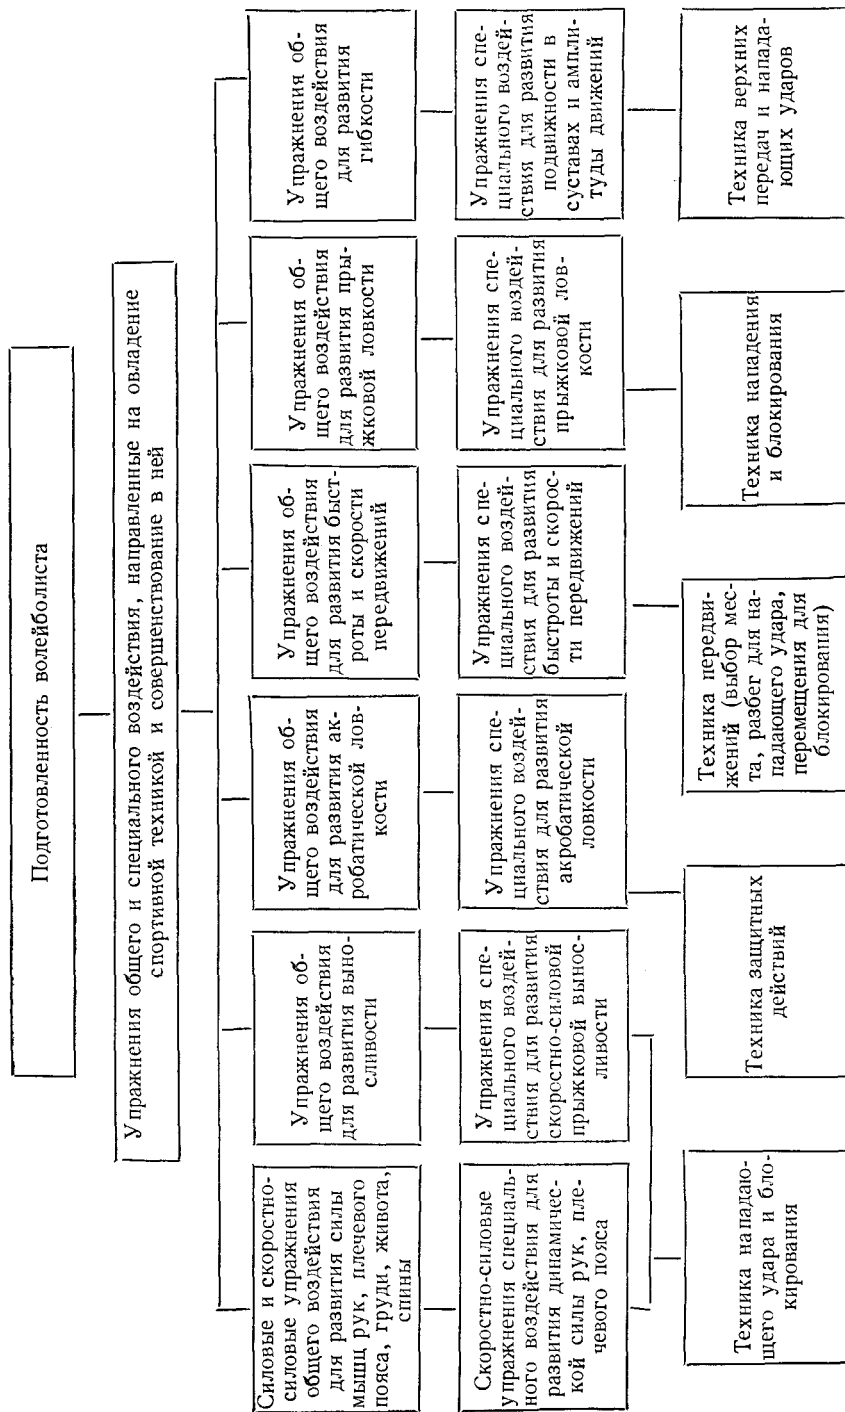 Подготовленность волейболиста
Упражнения общего и специального воздействия, направленные на овладение
спортивной техникой и совершенствование в ней
Силовые и скоростно-
силовые упражнения
общего воздействия
для развития силы
мышц рук, плечевого
пояса, груди, живота,
спины
Упражнения об-
щего воздействия
для развития выно-
сливости
Упражнения об-
щего воздействия
для развития ак-
робатической лов-
кости
Упражнения об-
щего воздействия
для развития быст-
роты и скорости
передвижений
Упражнения об-
щего воздействия
для развития пры-
жковой ловкости
Упражнения об-
щего воздействия
для развития
гибкости
Скоростно-силовые
упражнения специаль-
ного воздействия для
развития динамичес-
кой силы рук, пле-
чевого пояса
Упражнения спе-
циального воздей-
ствия для развития
скоростно-силовой
прыжковой вынос-
ливости
Упражнения спе-
циального воздей-
ствия для развития
акробатической
ловкости
Упражнения спе-
циального воздей-
ствия для развития
быстроты и скорос-
ти передвижений
Упражнения спе-
циального воздей-
ствия для развития
прыжковой лов-
кости
Упражнения спе-
циального воздей-
ствия для развития
подвижности в
суставах и ампли-
туды движений
Техника нападаю-
щего удара и бло-
кирования
Техника защитных
действий
Техника передви-
жений (выбор мес-
та, разбег для на-
падающего удара,
перемещения для
блокирования)
Техника нападения
и блокирования
Техника верхних
передач и напада-
ющих ударов